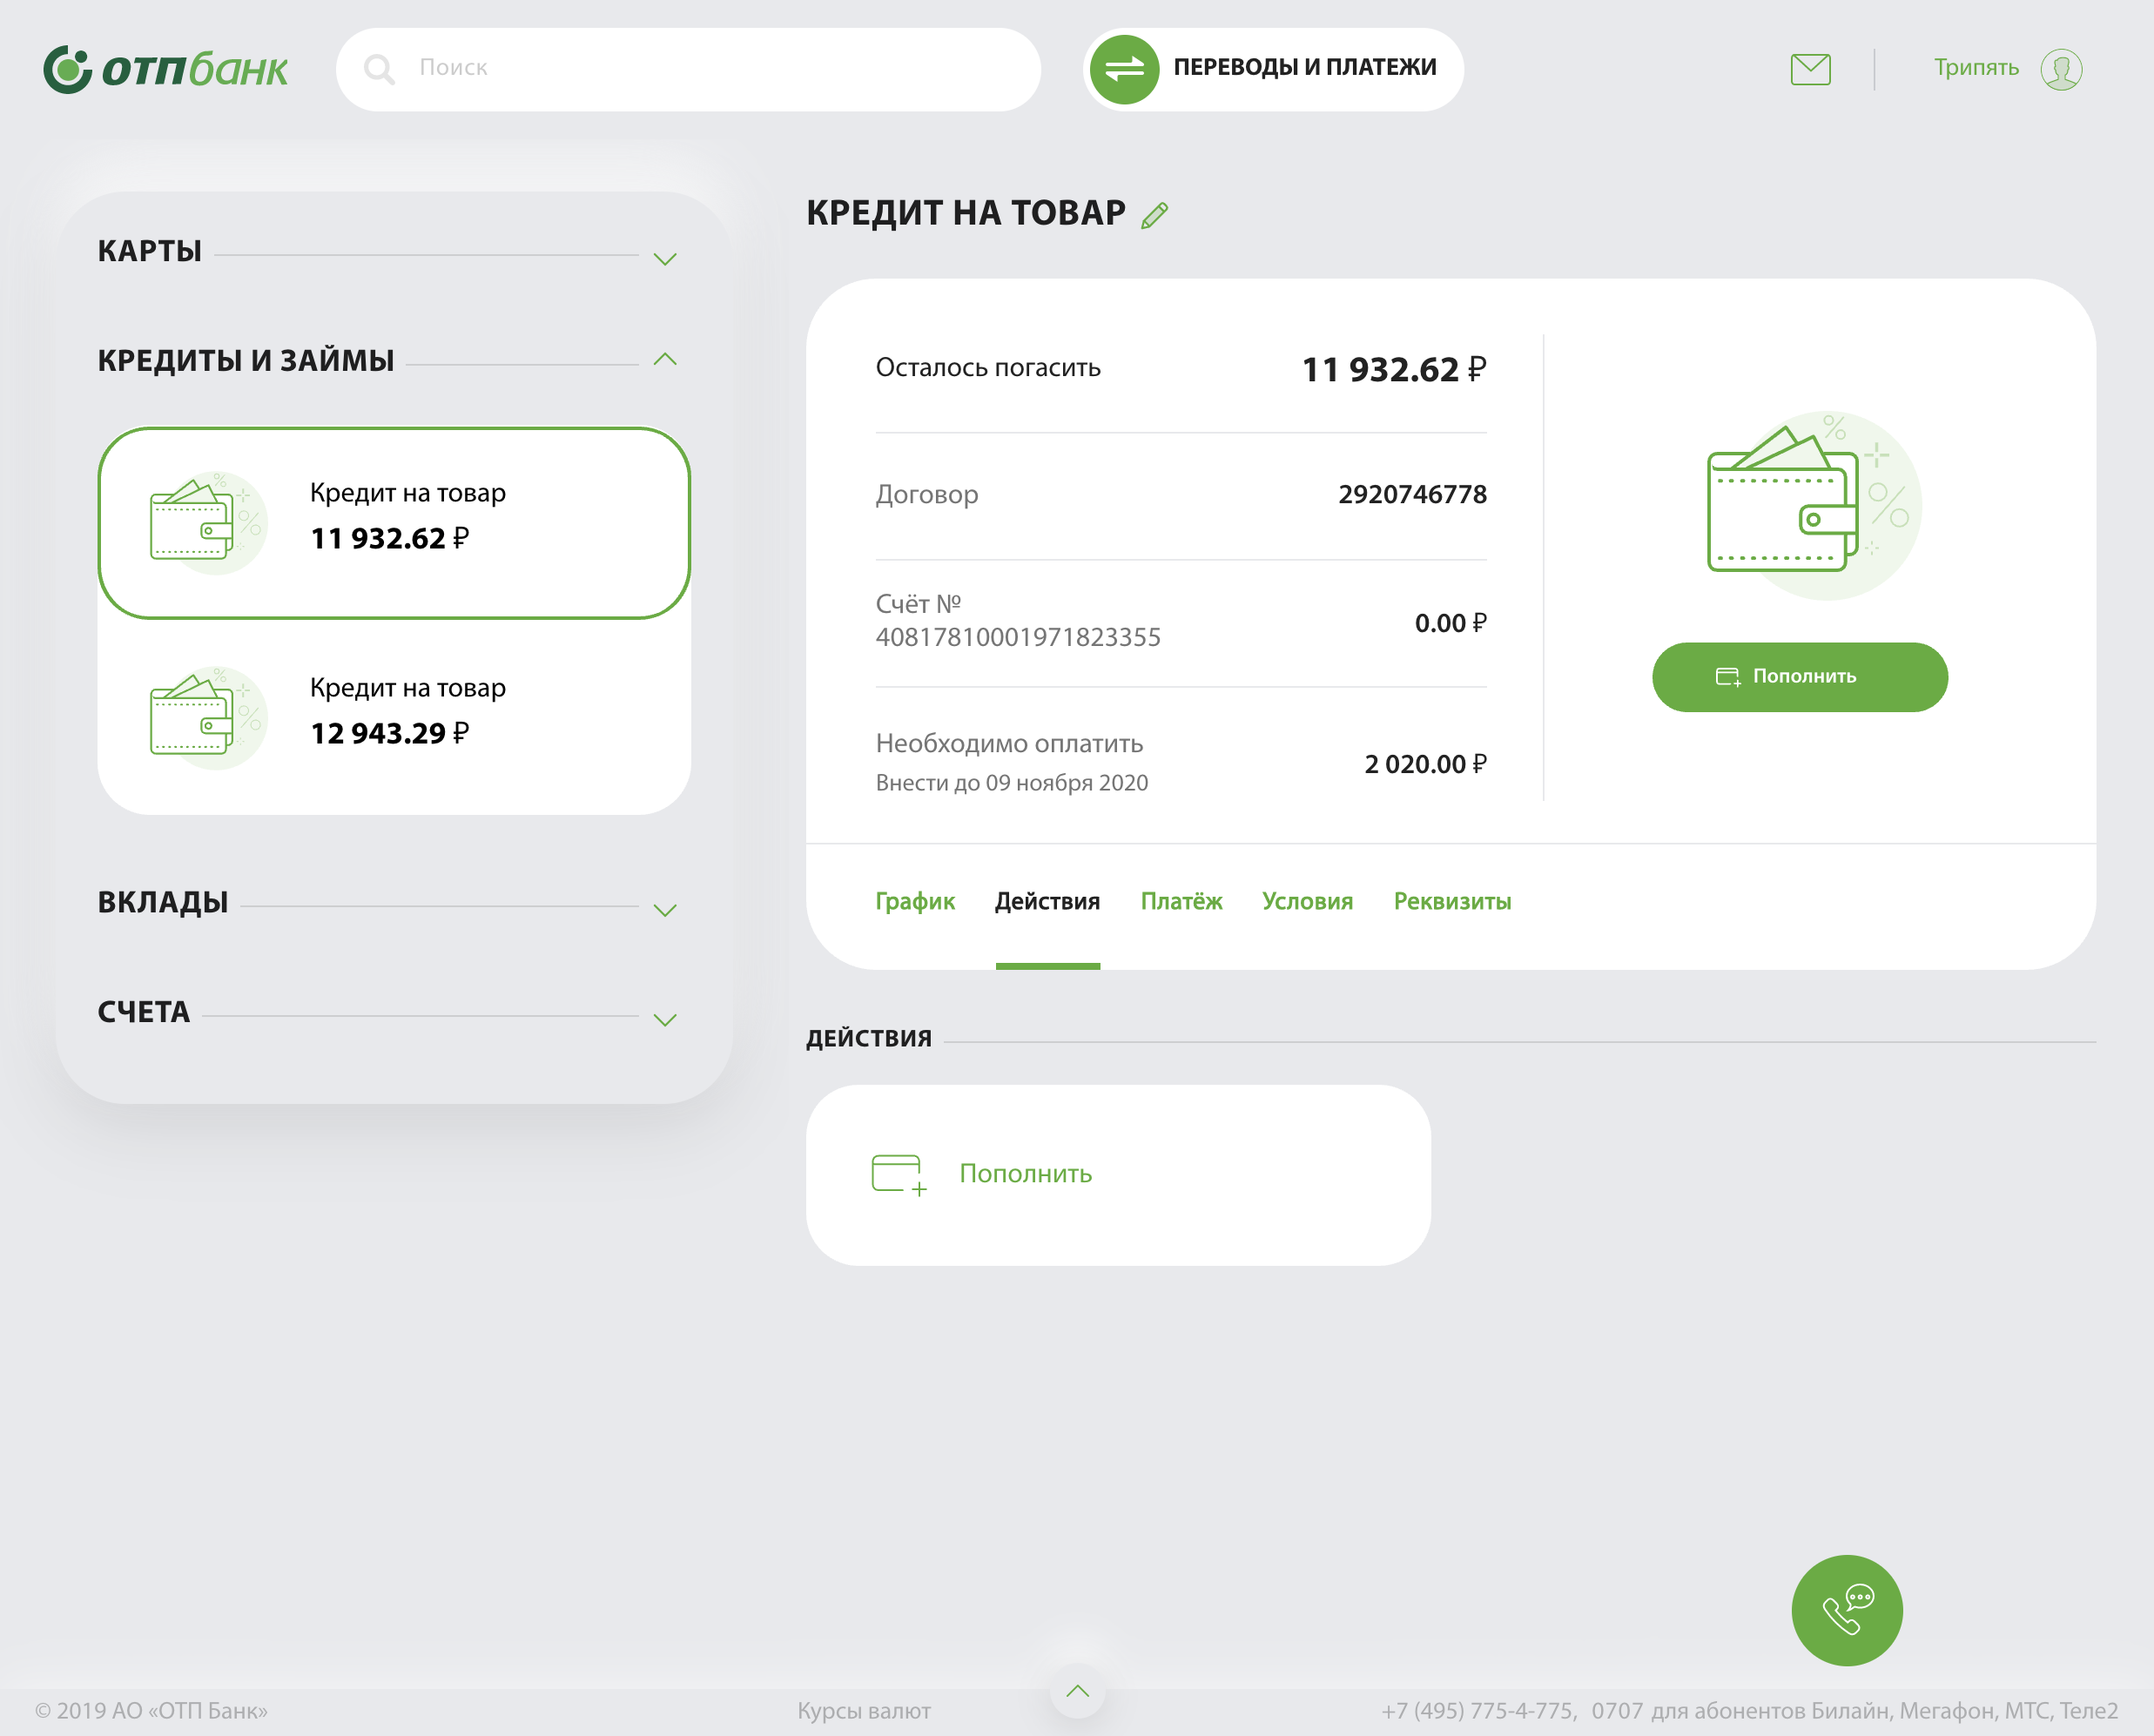 отпбанк
Поиск
ПЕРЕВОДЫ И ПЛАТЕЖИ
Трипять
КАРТЫ
КРЕДИТЫ И ЗАЙМЫ
Кредит на товар
11 932.62 ₽
Кредит на товар
12 943.29 ₽
ВКЛАДЫ
СЧЕТА
КРЕДИТ НА ТОВАР
Осталось погасить 11 932.62 ₽
Договор 2920746778
Счёт №
40817810001971823355 0.00 ₽
Необходимо оплатить
Внести до 09 ноября 2020 2 020.00 ₽
Пополнить
График Действия Платёж Условия Реквизиты
ДЕЙСТВИЯ
Пополнить
© 2019 АО «ОТП Банк» Курсы валют +7 (495) 775-4-775, 0707 для абонентов Билайн, Мегафон, МТС, Теле2